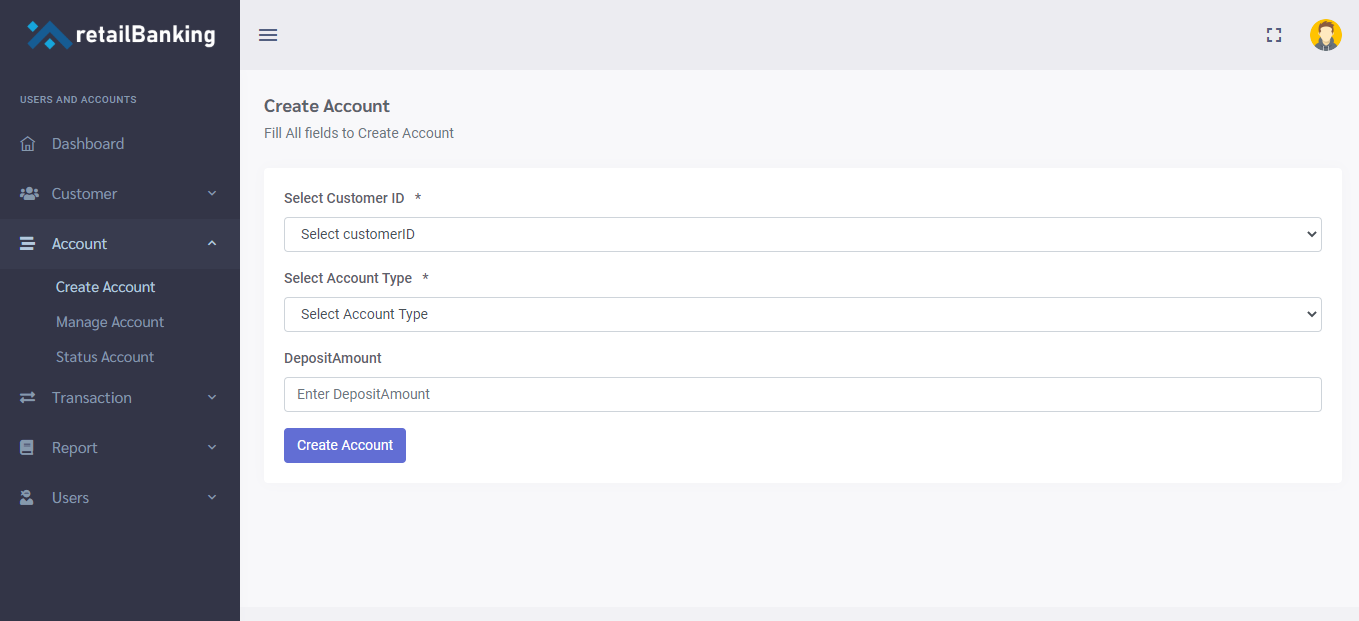 retailBanking
USERS AND ACCOUNTS
Dashboard
Customer
Account
Create Account
Manage Account
Status Account
Transaction
Report
Users
Create Account
Fill All fields to Create Account
Select Customer ID *
Select customerID
Select Account Type *
Select Account Type
DepositAmount
Enter DepositAmount
Create Account